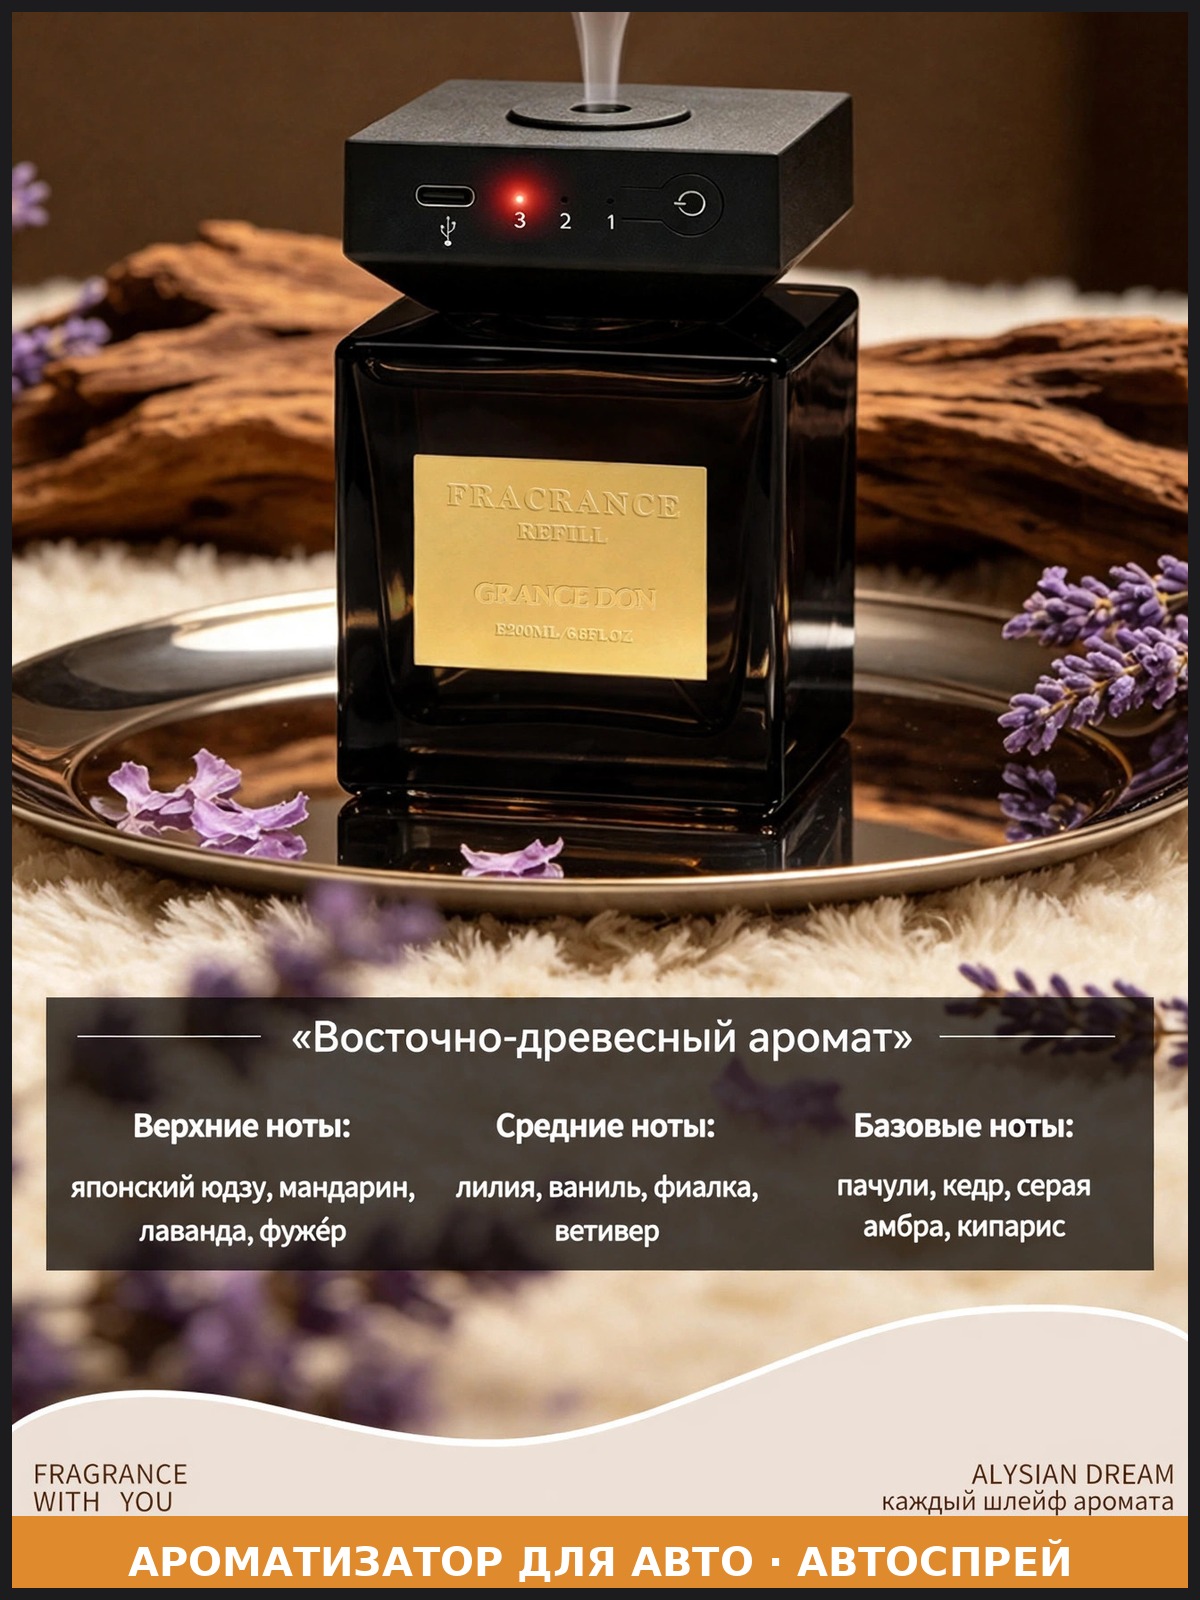 3 2 1
FRACRANCE
REFILL
GRANCE DON
E200ML/6.6FL.OZ
«Восточно-древесный аромат»
Верхние ноты: Средние ноты: Базовые ноты:
японский юдзу, мандарин, лилия, ваниль, фиалка, пачули, кедр, серая
лаванда, фуже́р ветивер амбра, кипарис
FRAGRANCE ALYSIAN DREAM
WITH YOU каждый шлейф аромата
АРОМАТИЗАТОР ДЛЯ АВТО · АВТОСПРЕЙ